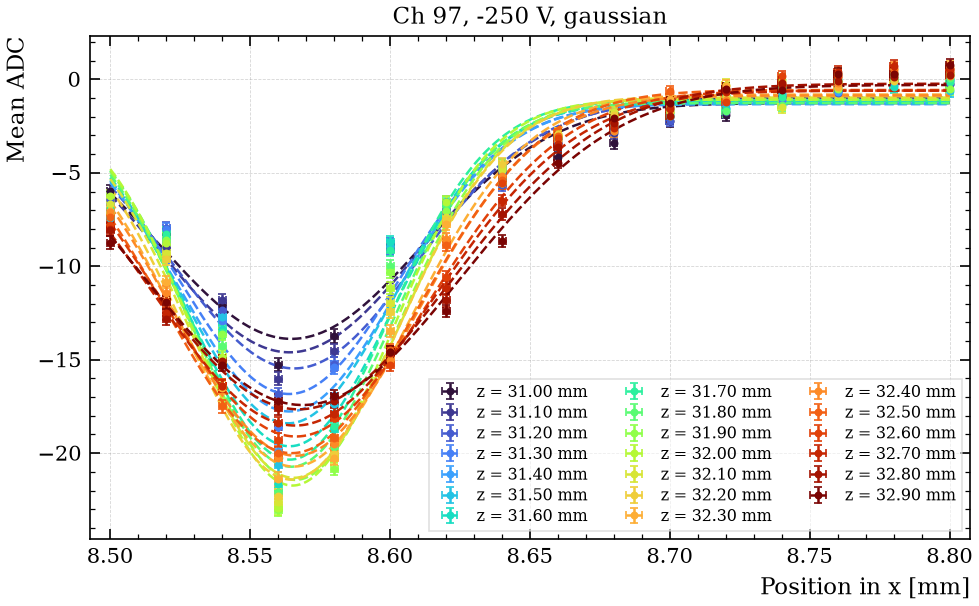 Ch 97, -250 V, gaussian
Mean ADC
0
−5
−10
−15
−20
z = 31.00 mm
z = 31.10 mm
z = 31.20 mm
z = 31.30 mm
z = 31.40 mm
z = 31.50 mm
z = 31.60 mm
z = 31.70 mm
z = 31.80 mm
z = 31.90 mm
z = 32.00 mm
z = 32.10 mm
z = 32.20 mm
z = 32.30 mm
z = 32.40 mm
z = 32.50 mm
z = 32.60 mm
z = 32.70 mm
z = 32.80 mm
z = 32.90 mm
8.50 8.55 8.60 8.65 8.70 8.75 8.80
Position in x [mm]